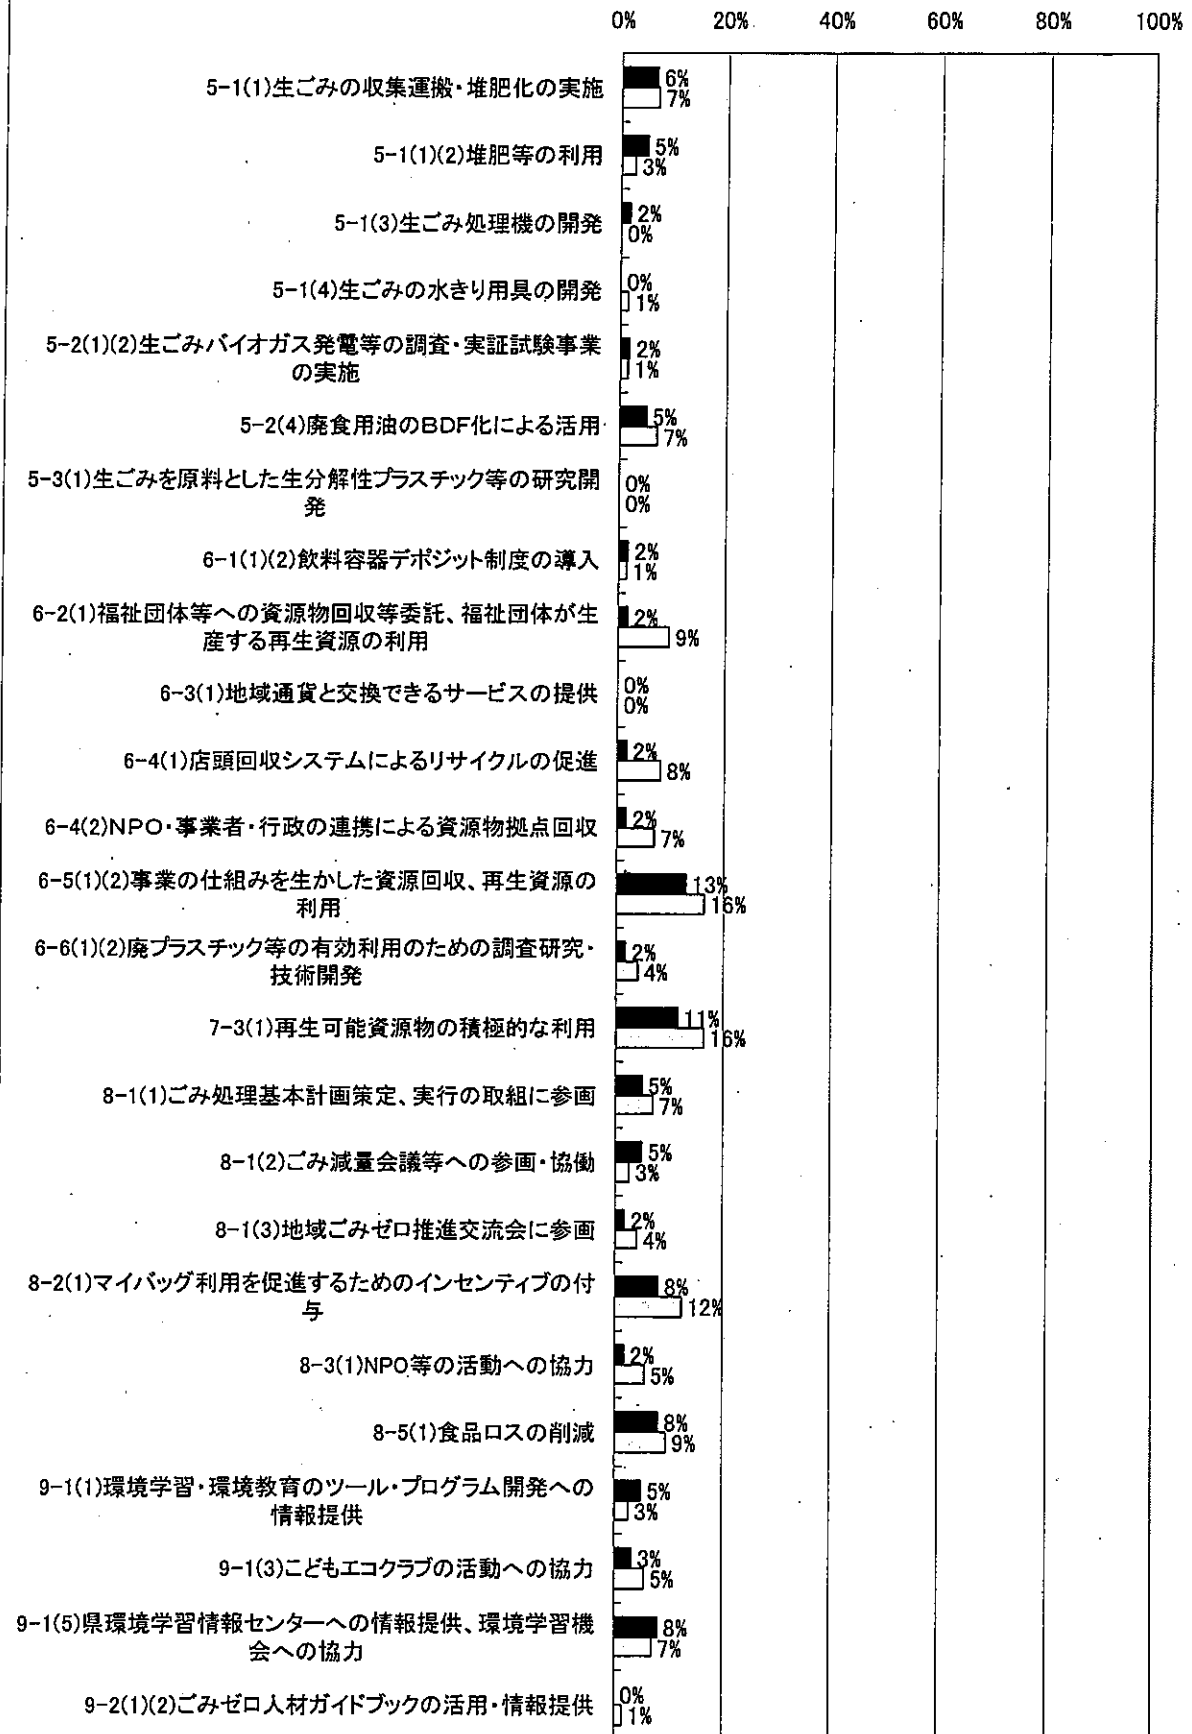 0% 20% 40% 60% 80% 100%
5-1(1)生ごみの収集運搬・堆肥化の実施
6%
7%
5-1(1)(2)堆肥等の利用
5%
3%
5-1(3)生ごみ処理機の開発
2%
0%
5-1(4)生ごみの水きり用具の開発
0%
1%
5-2(1)(2)生ごみバイオガス発電等の調査・実証試験事業
の実施
2%
1%
5-2(4)廃食用油のBDF化による活用
5%
7%
5-3(1)生ごみを原料とした生分解性プラスチック等の研究開
発
0%
0%
6-1(1)(2)飲料容器デポジット制度の導入
2%
1%
6-2(1)福祉団体等への資源物回収等委託、福祉団体が生
産する再生資源の利用
2%
9%
6-3(1)地域通貨と交換できるサービスの提供
0%
0%
6-4(1)店頭回収システムによるリサイクルの促進
2%
8%
6-4(2)NPO・事業者・行政の連携による資源物拠点回収
2%
7%
6-5(1)(2)事業の仕組みを生かした資源回収、再生資源の
利用
13%
16%
6-6(1)(2)廃プラスチック等の有効利用のための調査研究・
技術開発
2%
4%
7-3(1)再生可能資源物の積極的な利用
11%
16%
8-1(1)ごみ処理基本計画策定、実行の取組に参画
5%
7%
8-1(2)ごみ減量会議等への参画・協働
5%
3%
8-1(3)地域ごみゼロ推進交流会に参画
2%
4%
8-2(1)マイバッグ利用を促進するためのインセンティブの付
与
8%
12%
8-3(1)NPO等の活動への協力
2%
5%
8-5(1)食品ロスの削減
8%
9%
9-1(1)環境学習・環境教育のツール・プログラム開発への
情報提供
5%
3%
9-1(3)こどもエコクラブの活動への協力
3%
5%
9-1(5)県環境学習情報センターへの情報提供、環境学習機
会への協力
8%
7%
9-2(1)(2)ごみゼロ人材ガイドブックの活用・情報提供
0%
1%